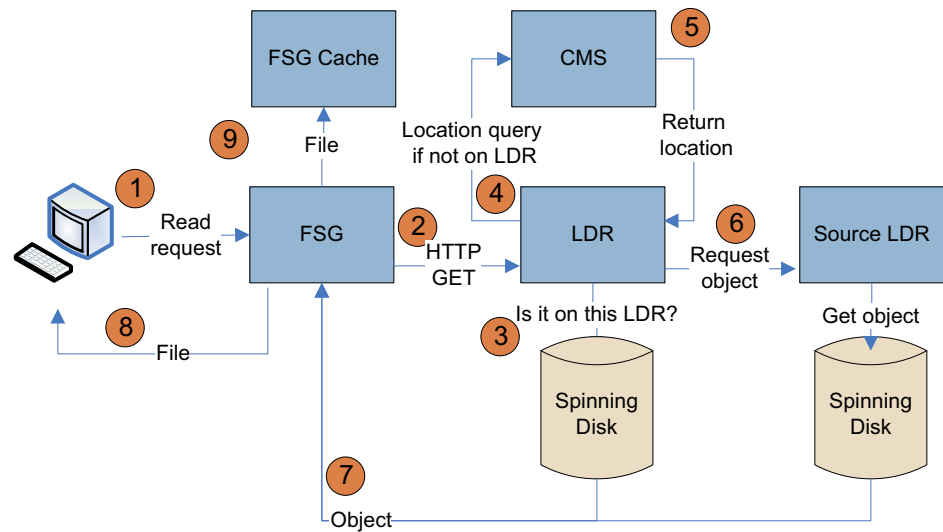 FSG Cache
CMS
5
9
File
Location query
if not on LDR
Return
location
1
Read
request
FSG
2
HTTP
GET
4
LDR
6
Request
object
Source LDR
8
File
3
Is it on this LDR?
Get object
Spinning
Disk
Spinning
Disk
7
Object